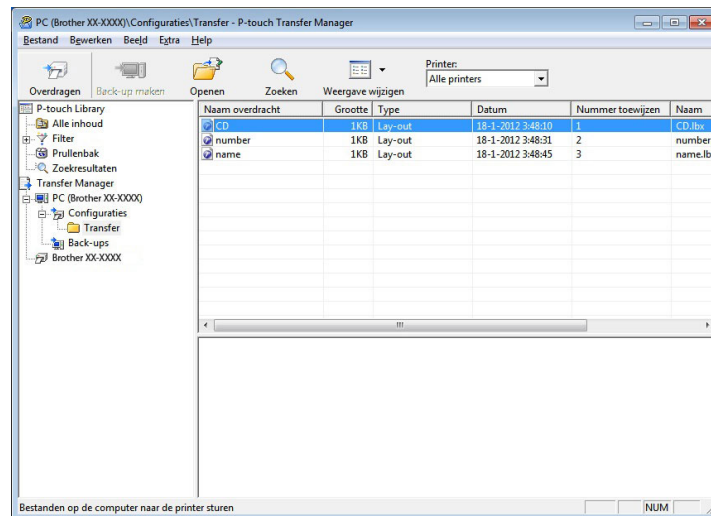 PC (Brother XX-XXXX)\Configuraties\Transfer - P-touch Transfer Manager
Bestand Bewerken Beeld Extra Help
Overdragen Back-up maken Openen Zoeken Weergave wijzigen
Printer:
Alle printers
P-touch Library
Alle inhoud
Filter
Prullenbak
Zoekresultaten
Transfer Manager
PC (Brother XX-XXXX)
Configuraties
Transfer
Back-ups
Brother XX-XXXX
Naam overdracht Grootte Type Datum Nummer toewijzen Naam
CD 1KB Lay-out 18-1-2012 3:48:10 1 CD.lbx
number 1KB Lay-out 18-1-2012 3:48:31 2 number
name 1KB Lay-out 18-1-2012 3:48:45 3 name.lb
Bestanden op de computer naar de printer sturen NUM